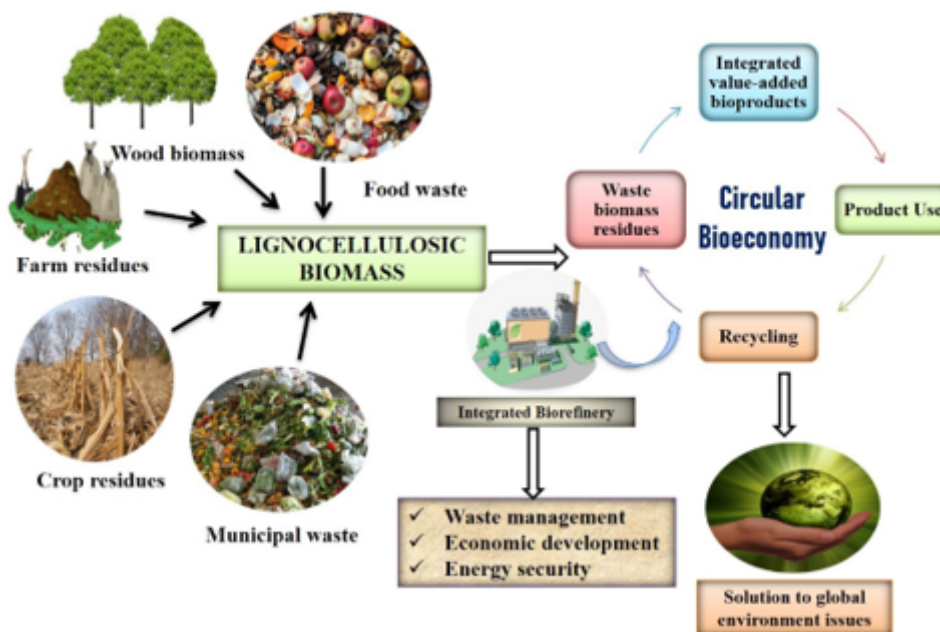 Wood biomass
Food waste
Farm residues
LIGNOCELLULOSIC
BIOMASS
Crop residues
Municipal waste
Integrated
value-added
bioproducts
Waste
biomass
residues
Circular
Bioeconomy
Product Use
Recycling
Integrated Biorefinery
✓ Waste management
✓ Economic development
✓ Energy security
Solution to global
environment issues